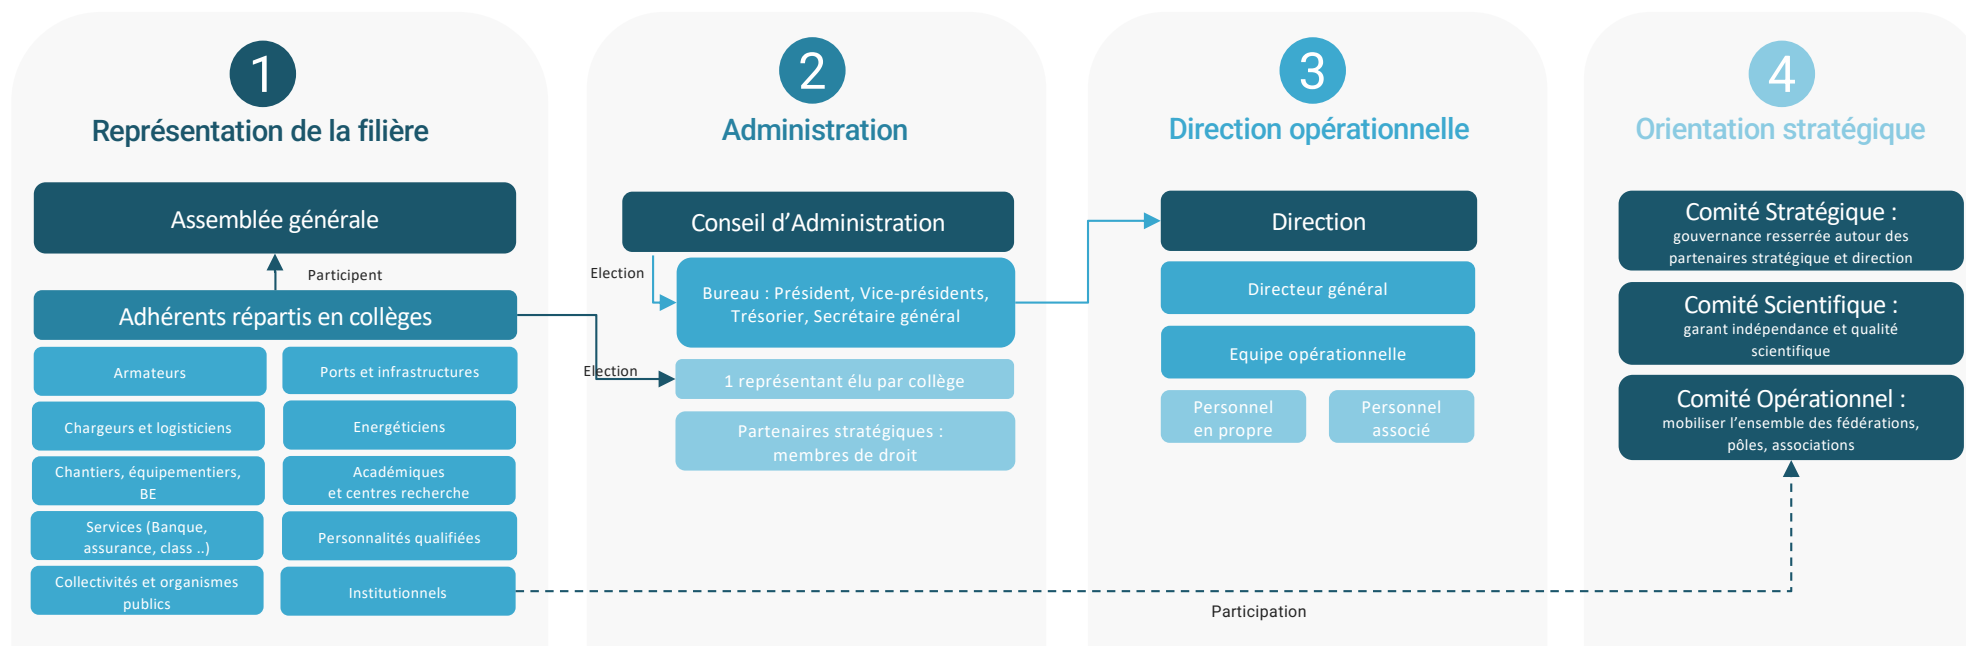 1
Représentation de la filière
Assemblée générale
Participent
Adhérents répartis en collèges
Armateurs
Ports et infrastructures
Chargeurs et logisticiens
Energéticiens
Chantiers, équipementiers,
BE
Académiques
et centres recherche
Services (Banque,
assurance, class ..)
Personnalités qualifiées
Collectivités et organismes
publics
Institutionnels
2
Administration
Conseil d’Administration
Election
Bureau : Président, Vice-présidents,
Trésorier, Secrétaire général
Election
1 représentant élu par collège
Partenaires stratégiques :
membres de droit
3
Direction opérationnelle
Direction
Directeur général
Equipe opérationnelle
Personnel
en propre
Personnel
associé
4
Orientation stratégique
Comité Stratégique :
gouvernance resserrée autour des
partenaires stratégique et direction
Comité Scientifique :
garant indépendance et qualité
scientifique
Comité Opérationnel :
mobiliser l’ensemble des fédérations,
pôles, associations
Participation